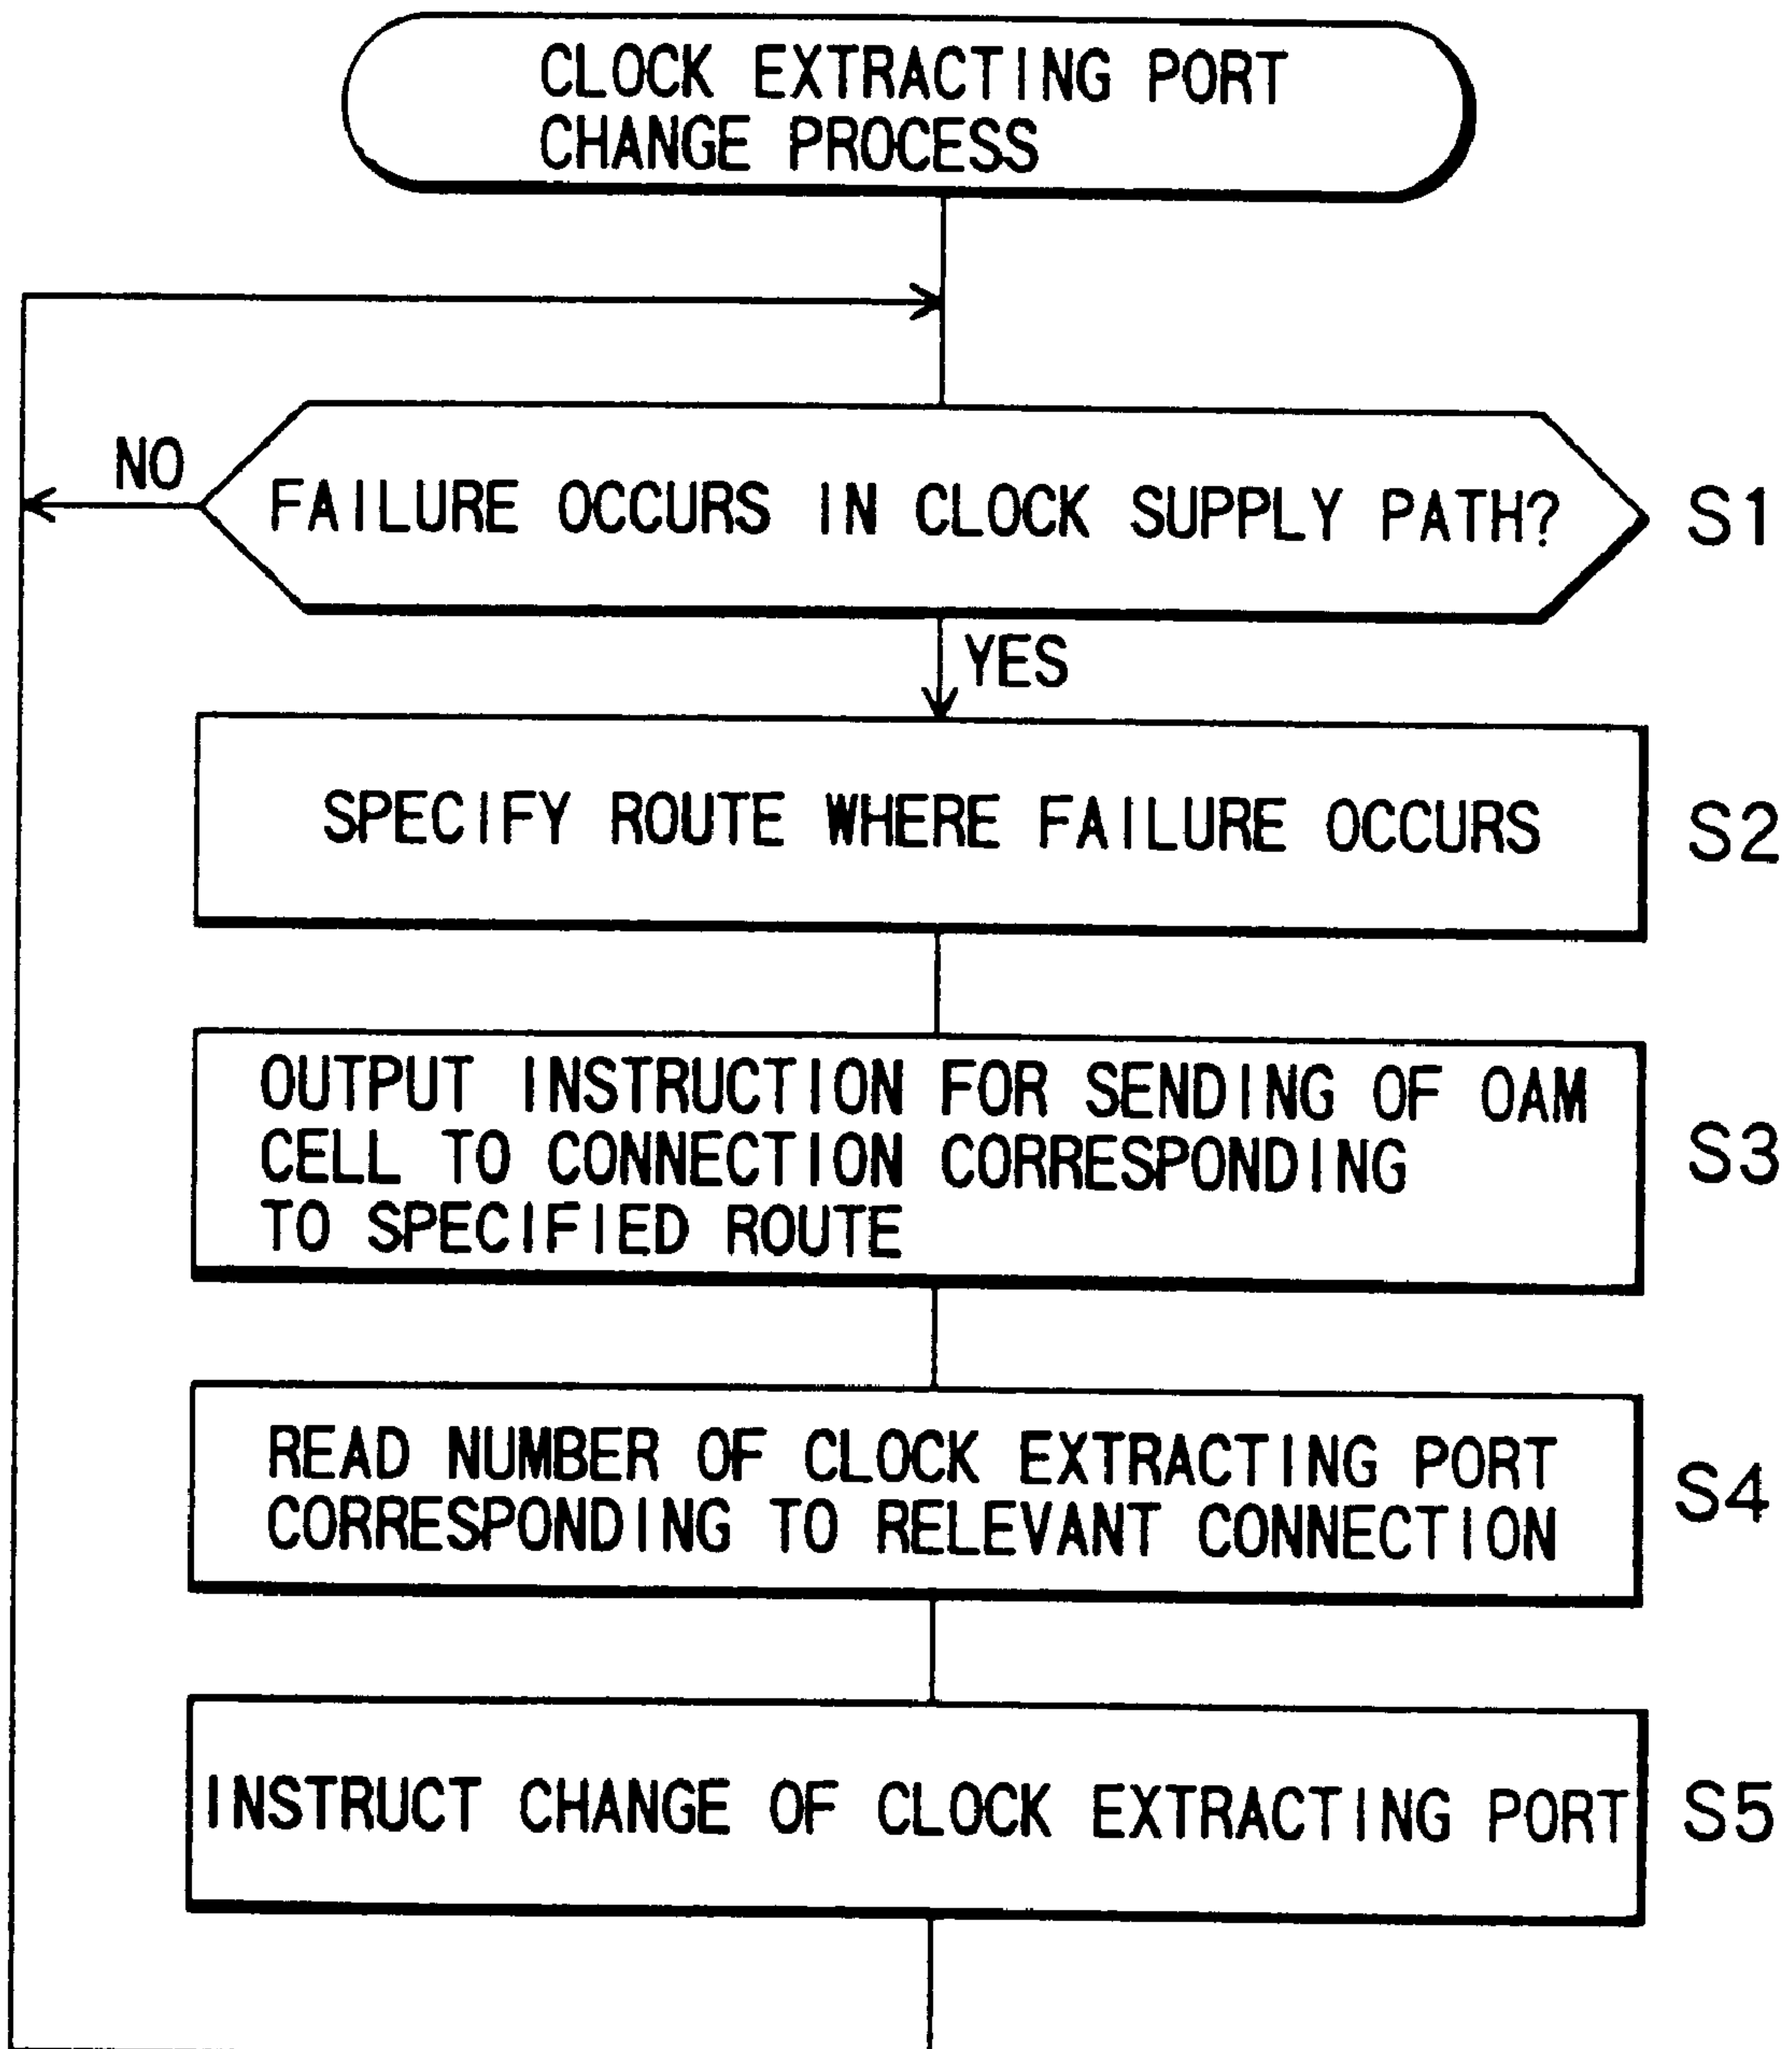 CLOCK EXTRACTING PORT
CHANGE PROCESS
NO
FAILURE OCCURS IN CLOCK SUPPLY PATH?
S1
YES
SPECIFY ROUTE WHERE FAILURE OCCURS
S2
OUTPUT INSTRUCTION FOR SENDING OF OAM
CELL TO CONNECTION CORRESPONDING
TO SPECIFIED ROUTE
S3
READ NUMBER OF CLOCK EXTRACTING PORT
CORRESPONDING TO RELEVANT CONNECTION
S4
INSTRUCT CHANGE OF CLOCK EXTRACTING PORT
S5